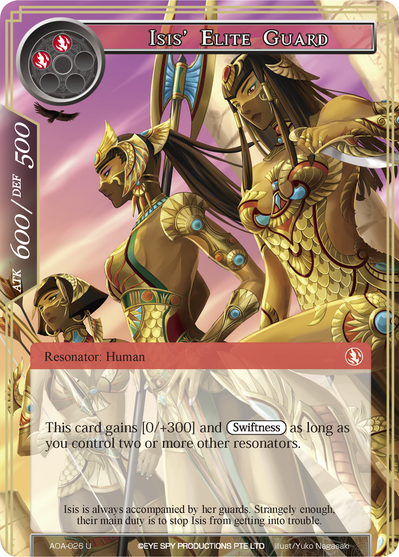 Isis' Elite Guard
ATK 600 / DEF 500
Resonator: Human
This card gains [0/+300] and Swiftness as long as
you control two or more other resonators.
Isis is always accompanied by her guards. Strangely enough,
their main duty is to stop Isis from getting into trouble.
AOA-026 U ©EYE SPY PRODUCTIONS PTE LTD illust/Yuko Nagasaki